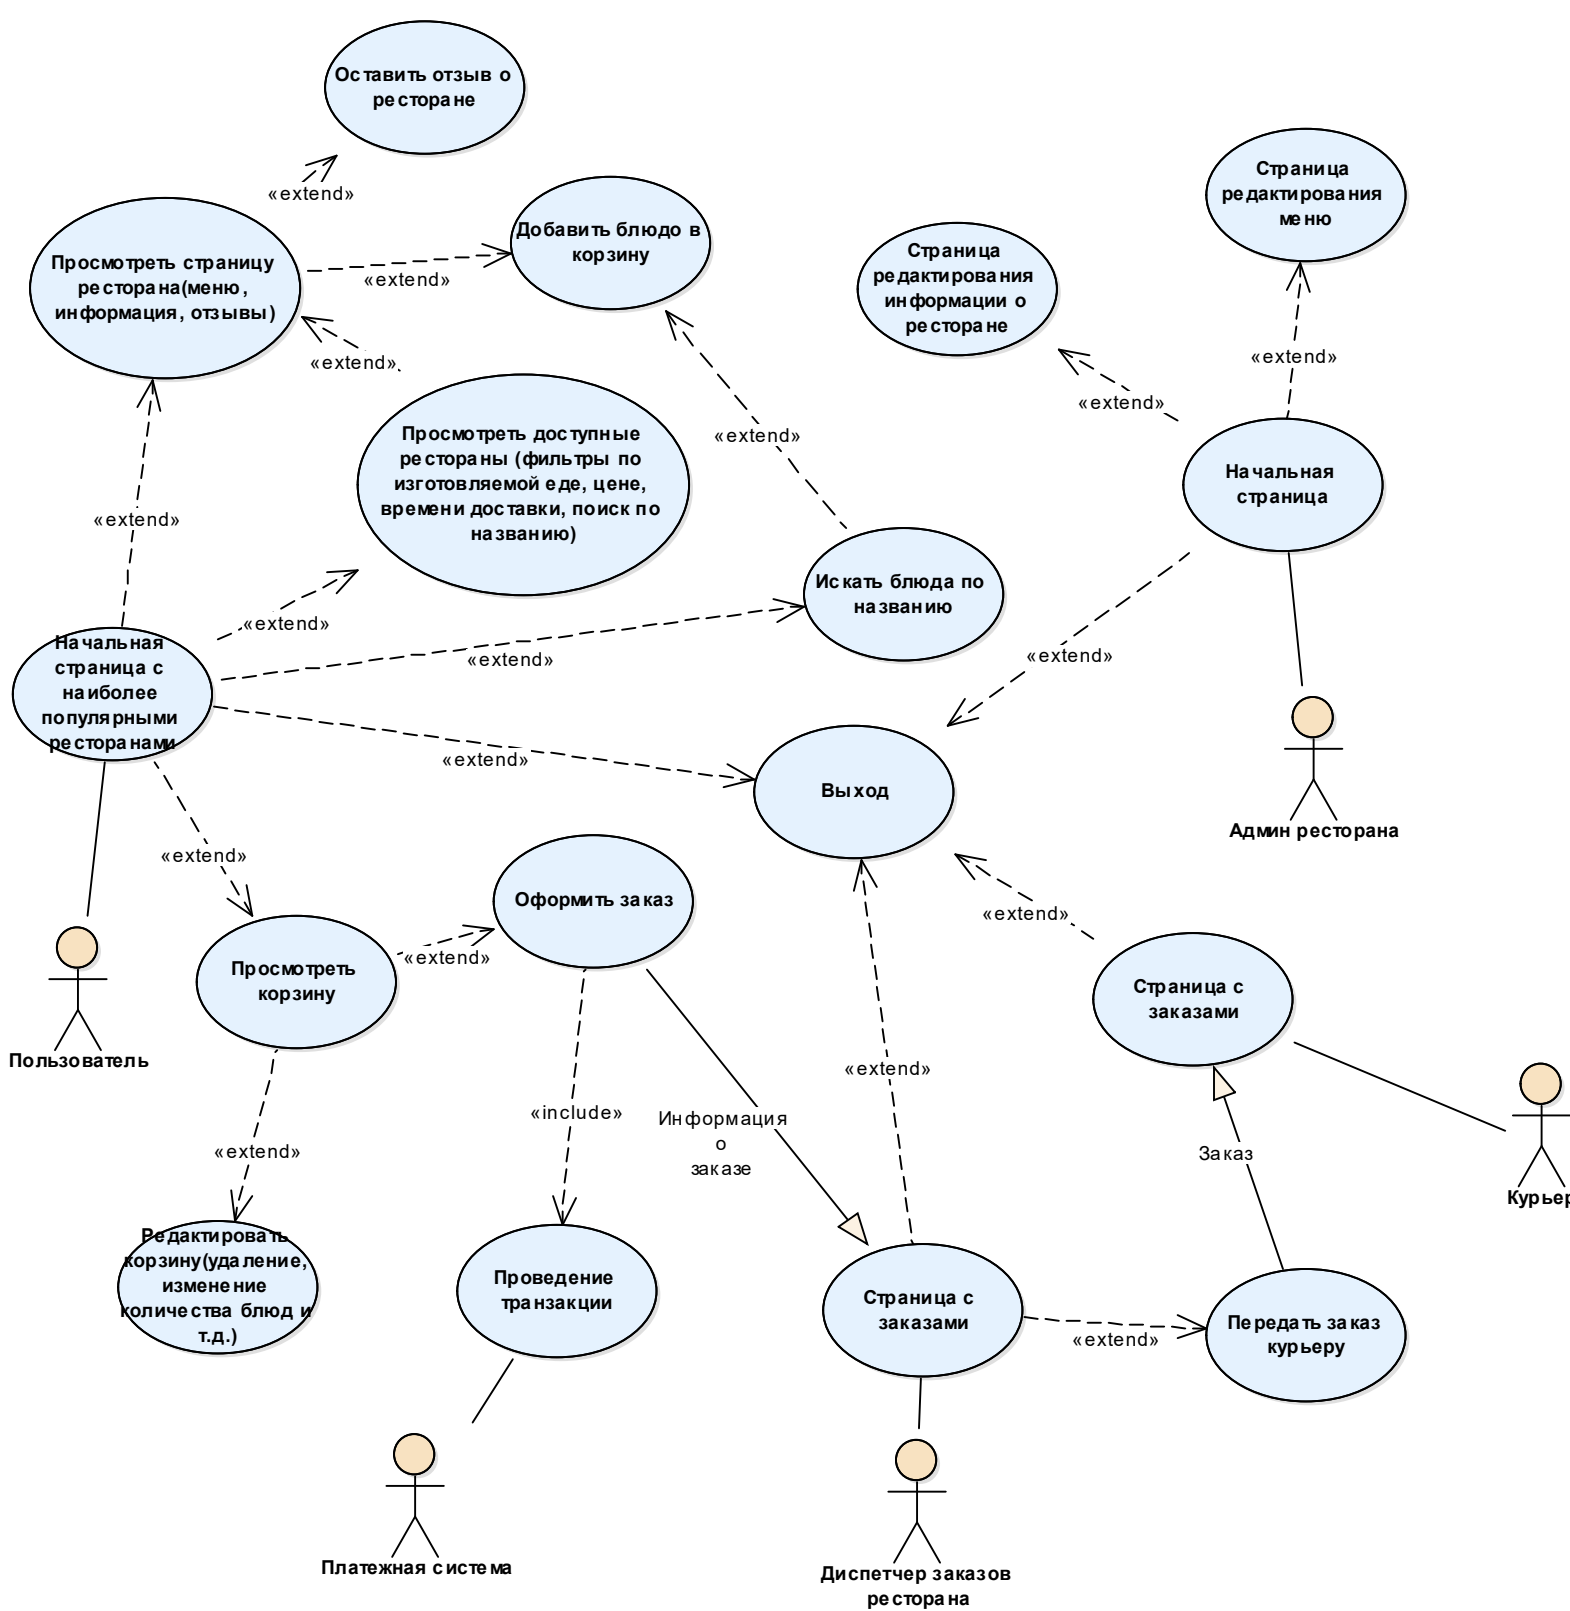 Оставить отзыв о
ресторане
«extend»
Просмотреть страницу
ресторана(меню,
информация, отзывы)
«extend»
Добавить блюдо в
корзину
«extend»
Страница
редактирования
меню
Страница
редактирования
информации о
ресторане
«extend»
«extend»
Начальная
страница
Просмотреть доступные
рестораны (фильтры по
изготовляемой еде, цене,
времени доставки, поиск по
названию)
«extend»
«extend»
«extend»
Искать блюда по
названию
«extend»
«extend»
Начальная
страница с
наиболее
популярными
ресторанами
«extend»
Выход
Админ ресторана
«extend»
Оформить заказ
«extend»
Просмотреть
корзину
«extend»
Страница с
заказами
Пользователь
«extend»
«include»
Информация
о
заказе
«extend»
Заказ
Курьер
Редактировать
корзину(удаление,
изменение
количества блюд и
т.д.)
Проведение
транзакции
Страница с
заказами
«extend»
Передать заказ
курьеру
Платежная система
Диспетчер заказов
ресторана